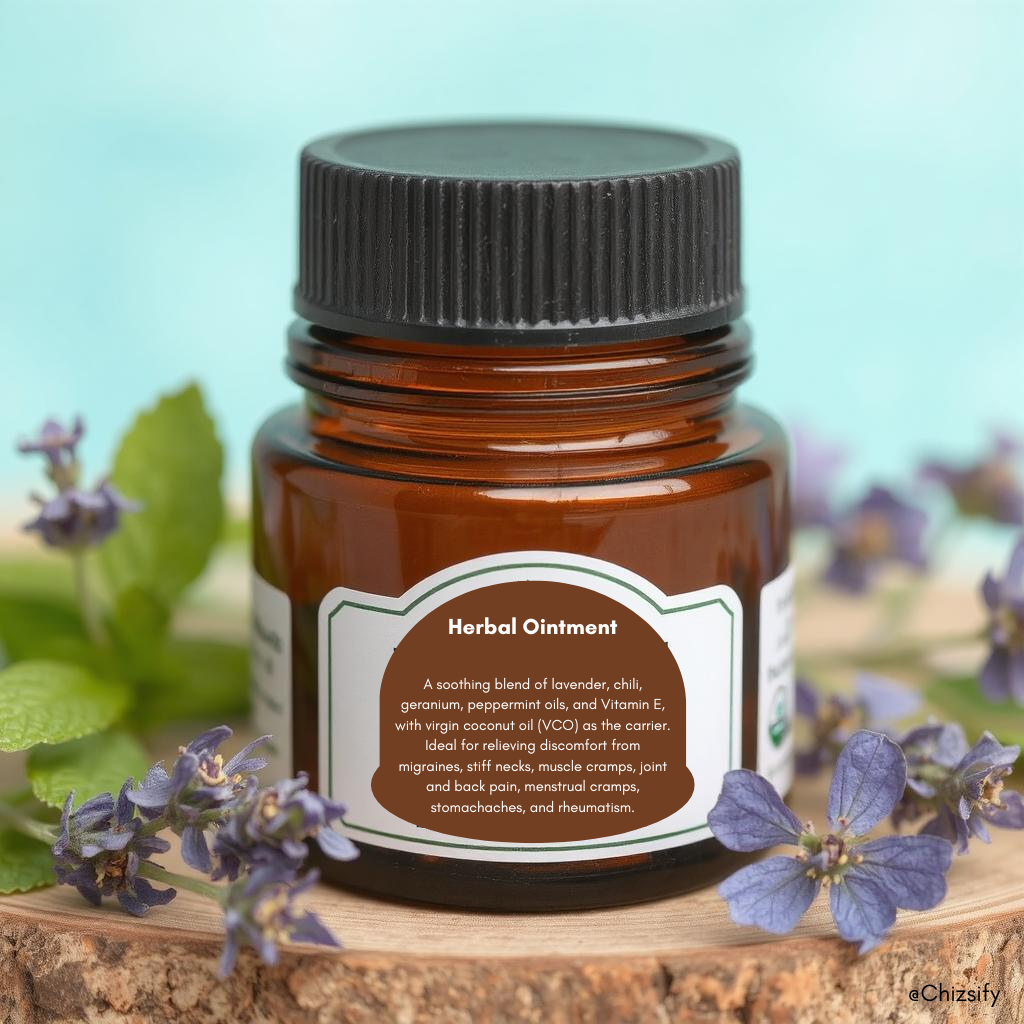 Herbal Ointment
A soothing blend of lavender, chili,
geranium, peppermint oils, and Vitamin E,
with virgin coconut oil (VCO) as the carrier.
Ideal for relieving discomfort from
migraines, stiff necks, muscle cramps, joint
and back pain, menstrual cramps,
stomachaches, and rheumatism.
@Chizsify